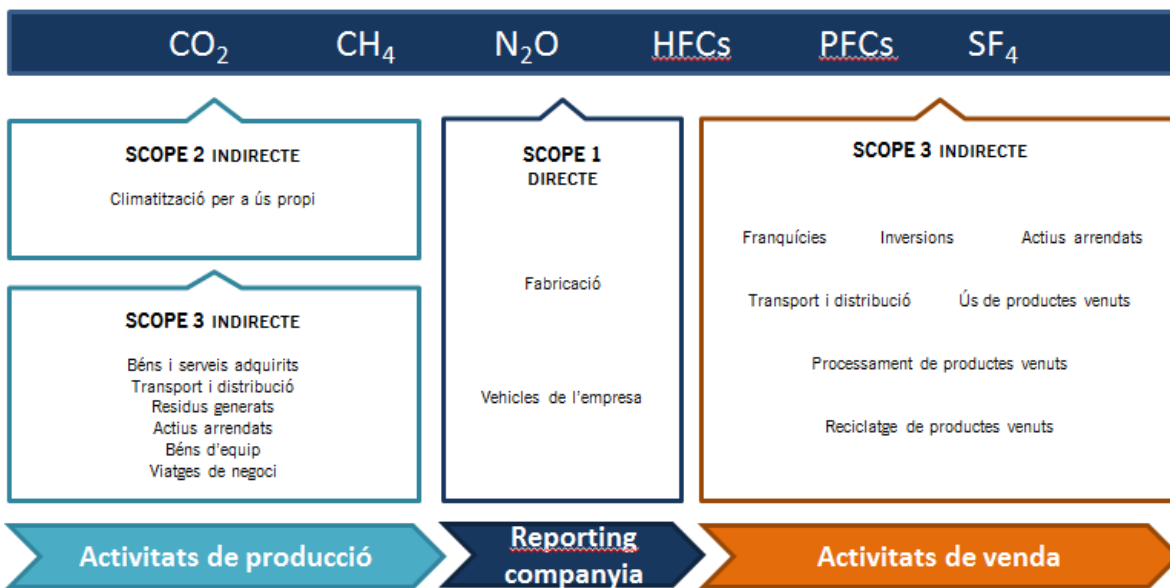 CO₂ CH₄ N₂O HFCs PFCs SF₄
SCOPE 2 INDIRECTE
Climatització per a ús propi
SCOPE 3 INDIRECTE
Béns i serveis adquirits
Transport i distribució
Residus generats
Actius arrendats
Béns d'equip
Viatges de negoci
SCOPE 1
DIRECTE
Fabricació
Vehicles de l'empresa
SCOPE 3 INDIRECTE
Franquícies Inversions Actius arrendats
Transport i distribució Ús de productes venuts
Processament de productes venuts
Reciclatge de productes venuts
Activitats de producció
Reporting
companyia
Activitats de venda